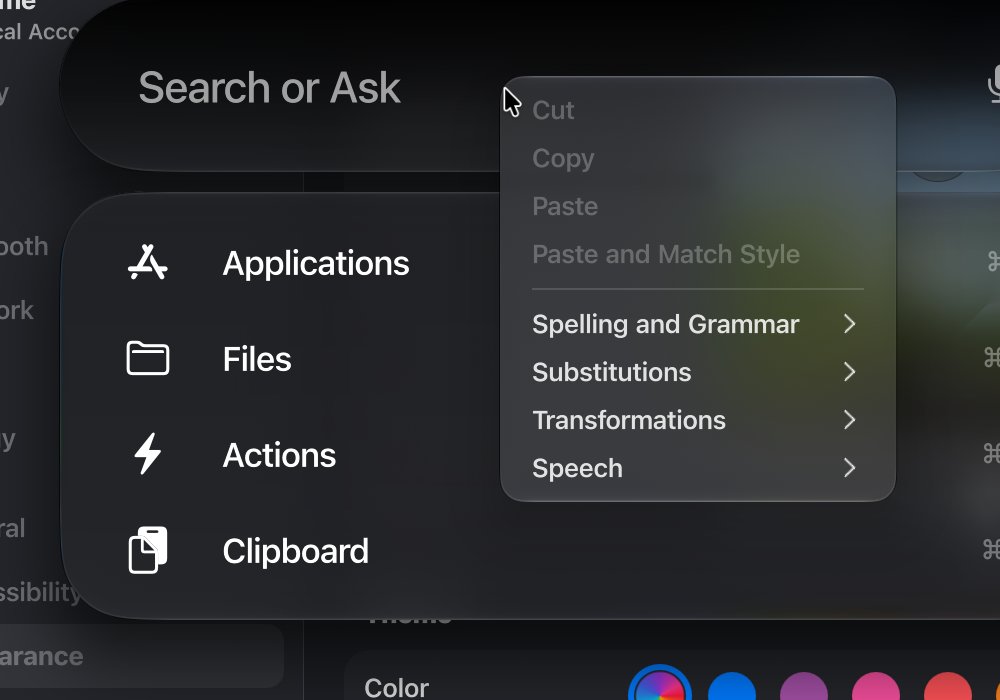 Search or Ask
Cut
Copy
Paste
Paste and Match Style
Spelling and Grammar
Substitutions
Transformations
Speech
Applications
Files
Actions
Clipboard
Theme
Color